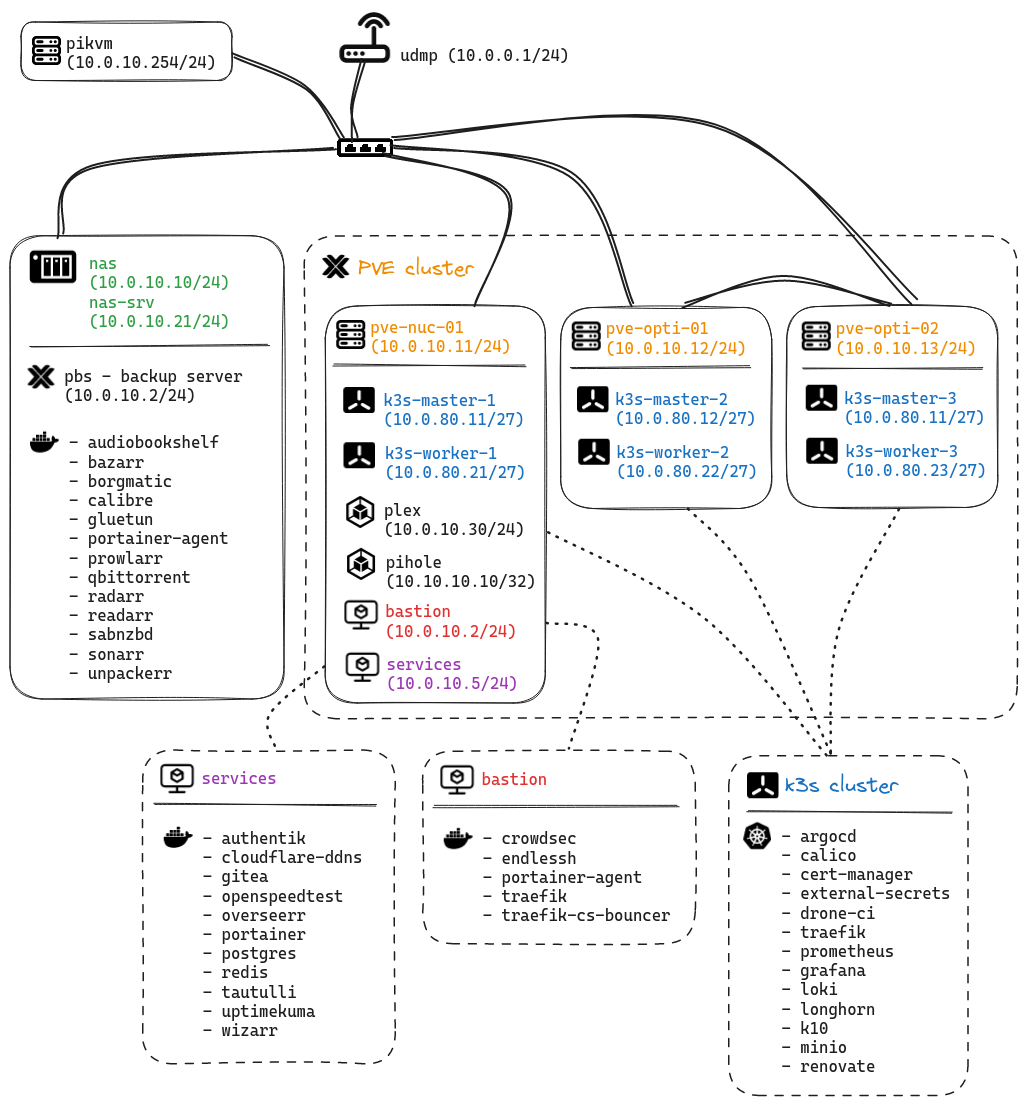 pikvm
(10.0.10.254/24)
udmp (10.0.0.1/24)
nas
(10.0.10.10/24)
nas-srv
(10.0.10.21/24)
pbs - backup server
(10.0.10.2/24)
- audiobookshelf
- bazarr
- borgmatic
- calibre
- gluetun
- portainer-agent
- prowlarr
- qbittorrent
- radarr
- readarr
- sabnzbd
- sonarr
- unpackerr
PVE cluster
pve-nuc-01
(10.0.10.11/24)
k3s-master-1
(10.0.80.11/27)
k3s-worker-1
(10.0.80.21/27)
plex
(10.0.10.30/24)
pihole
(10.10.10.10/32)
bastion
(10.0.10.2/24)
services
(10.0.10.5/24)
pve-opti-01
(10.0.10.12/24)
k3s-master-2
(10.0.80.12/27)
k3s-worker-2
(10.0.80.22/27)
pve-opti-02
(10.0.10.13/24)
k3s-master-3
(10.0.80.11/27)
k3s-worker-3
(10.0.80.23/27)
services
- authentik
- cloudflare-ddns
- gitea
- openspeedtest
- overseerr
- portainer
- postgres
- redis
- tautulli
- uptimekuma
- wizarr
bastion
- crowdsec
- endlessh
- portainer-agent
- traefik
- traefik-cs-bouncer
k3s cluster
- argocd
- calico
- cert-manager
- external-secrets
- drone-ci
- traefik
- prometheus
- grafana
- loki
- longhorn
- k10
- minio
- renovate